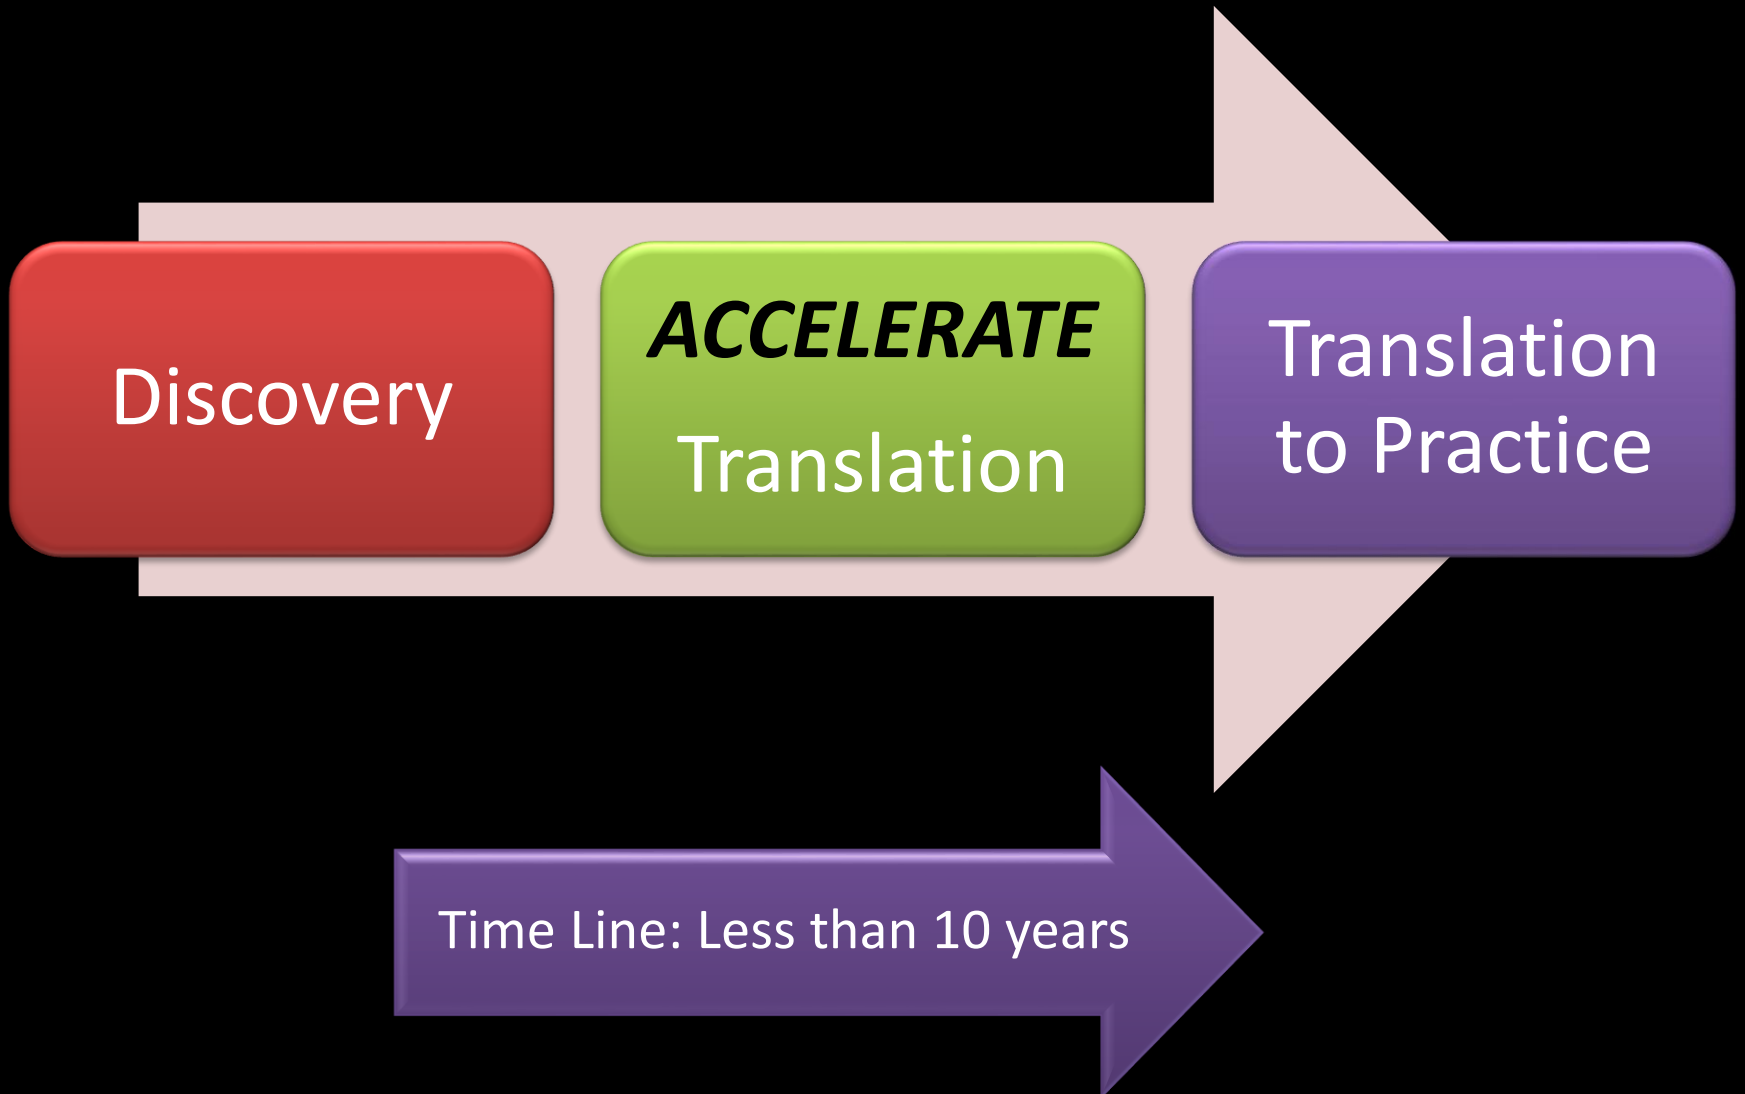 Discovery
ACCELERATE
Translation
Translation
to Practice
Time Line: Less than 10 years